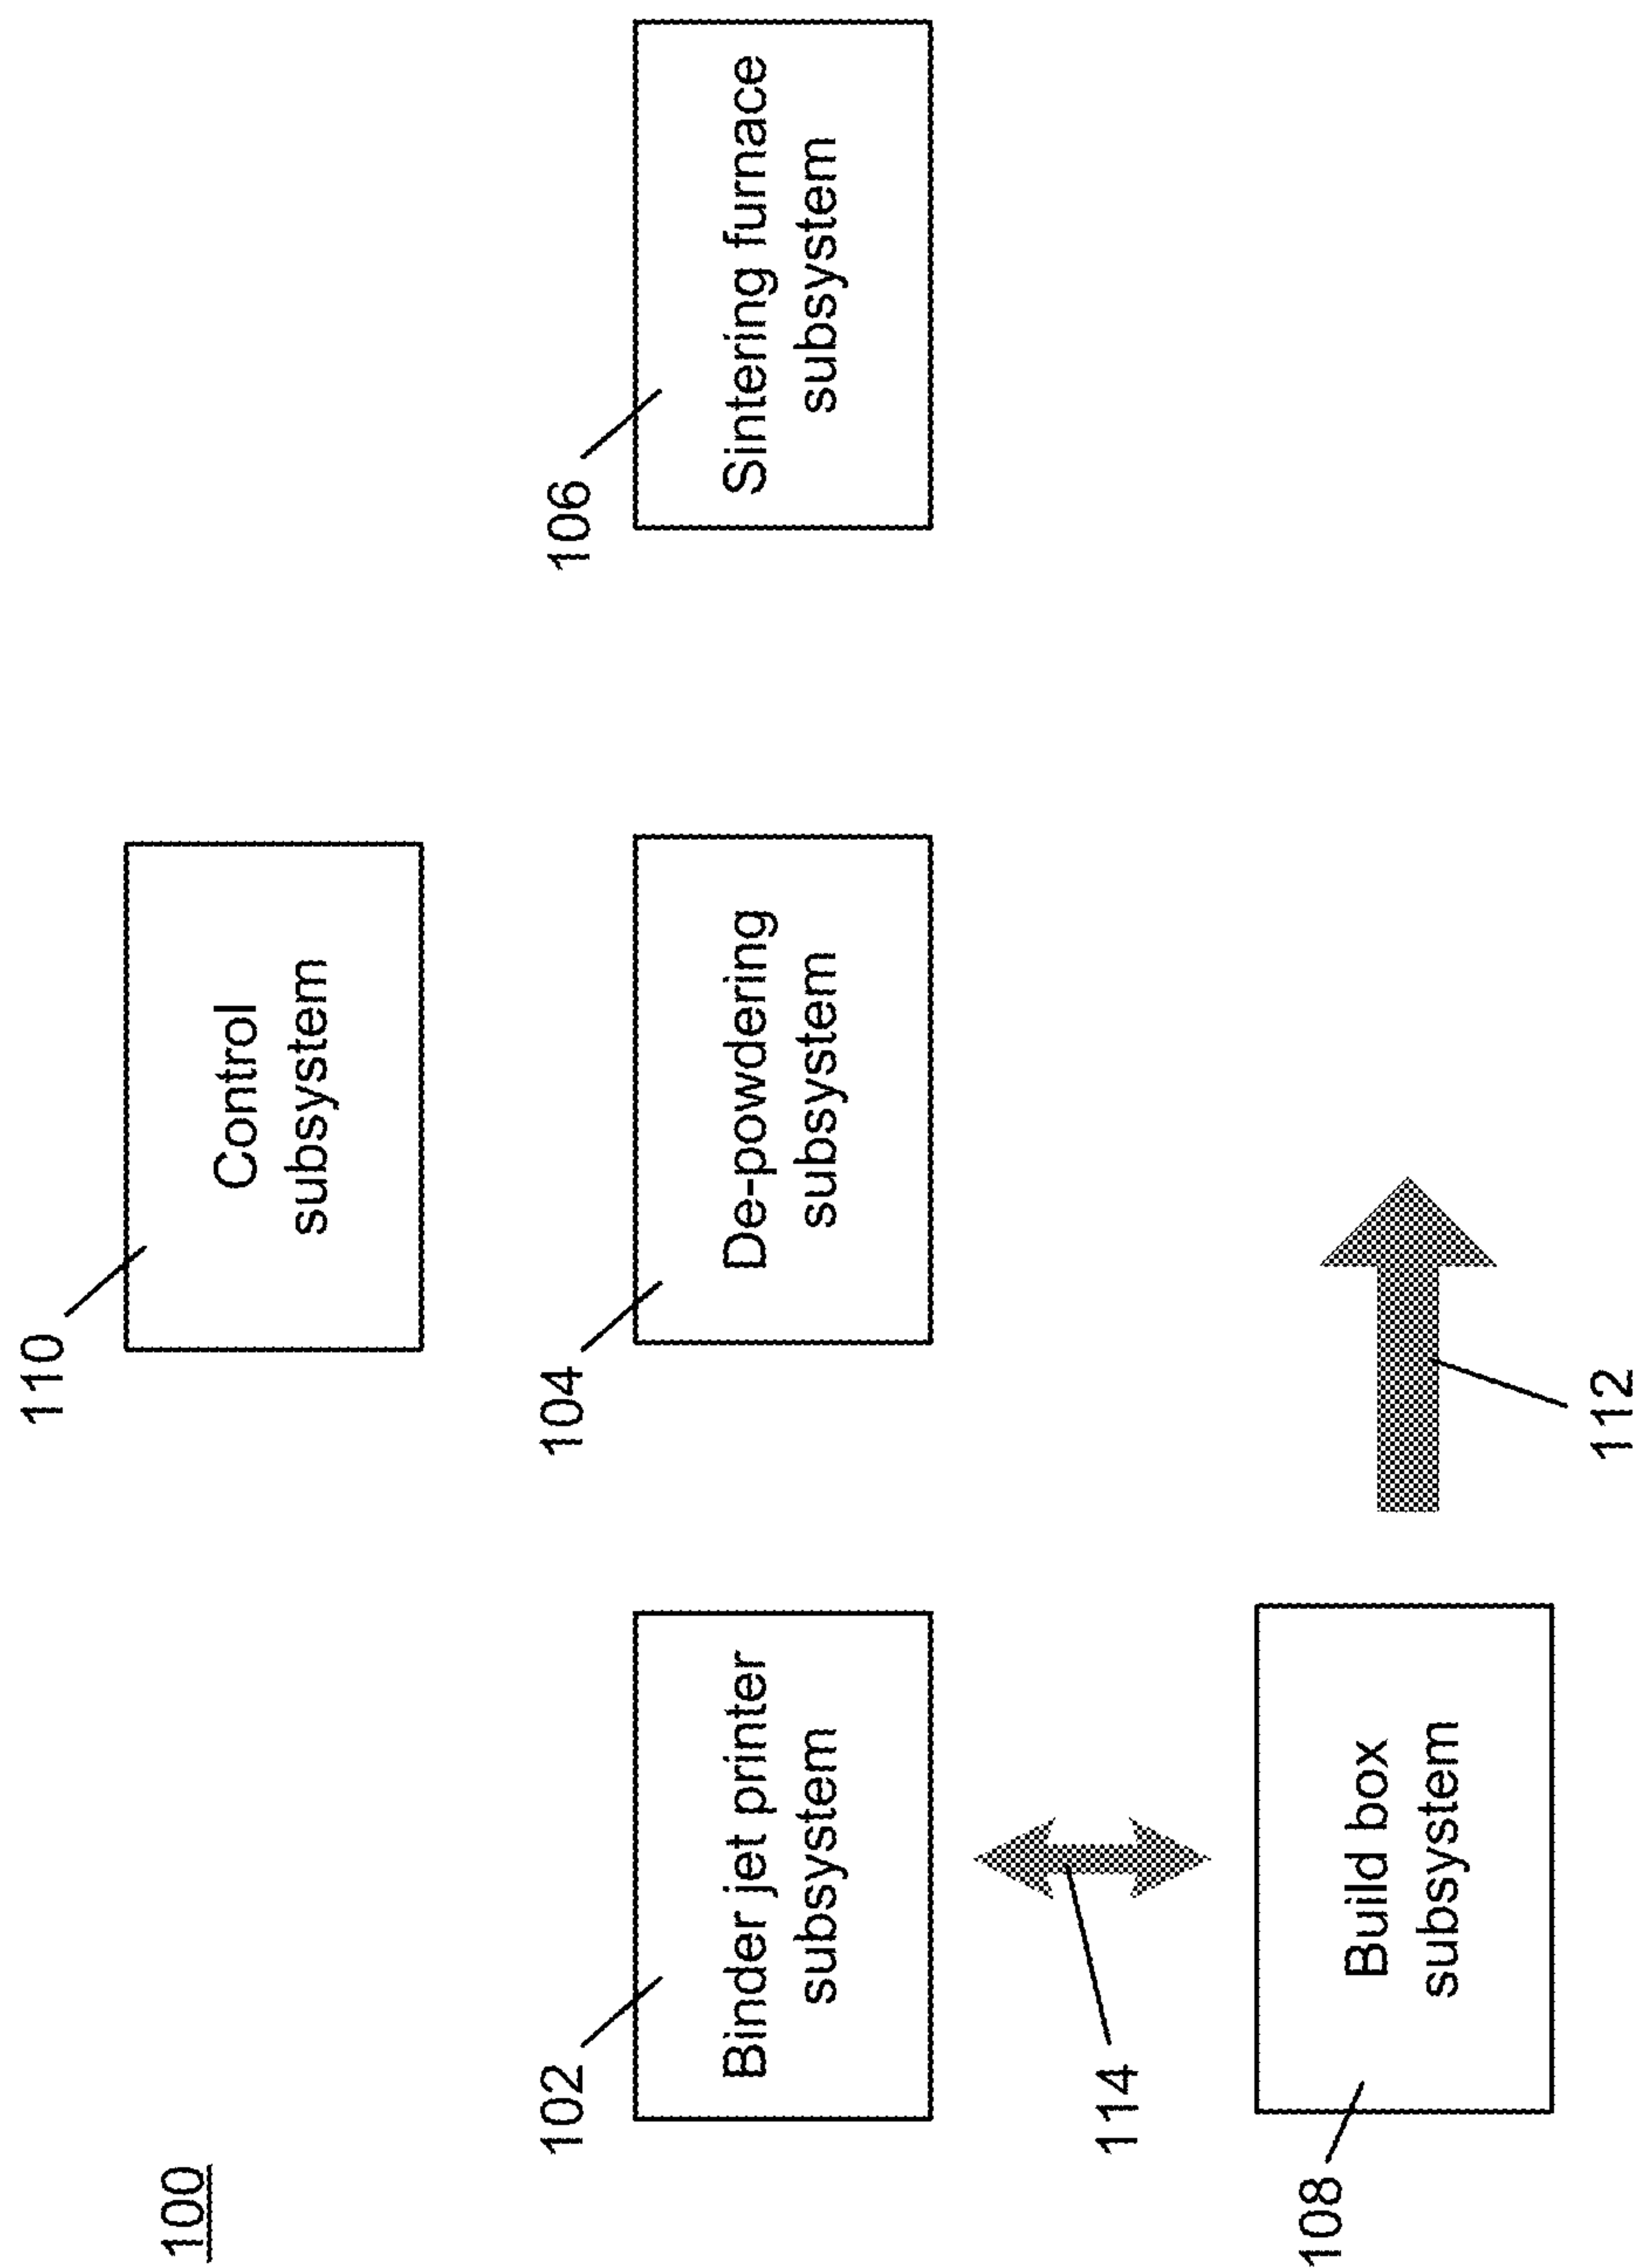 100
110
Control
subsystem
102
Binder jet printer
subsystem
104
De-powdering
subsystem
106
Sintering furnace
subsystem
114
108
Build box
subsystem
112